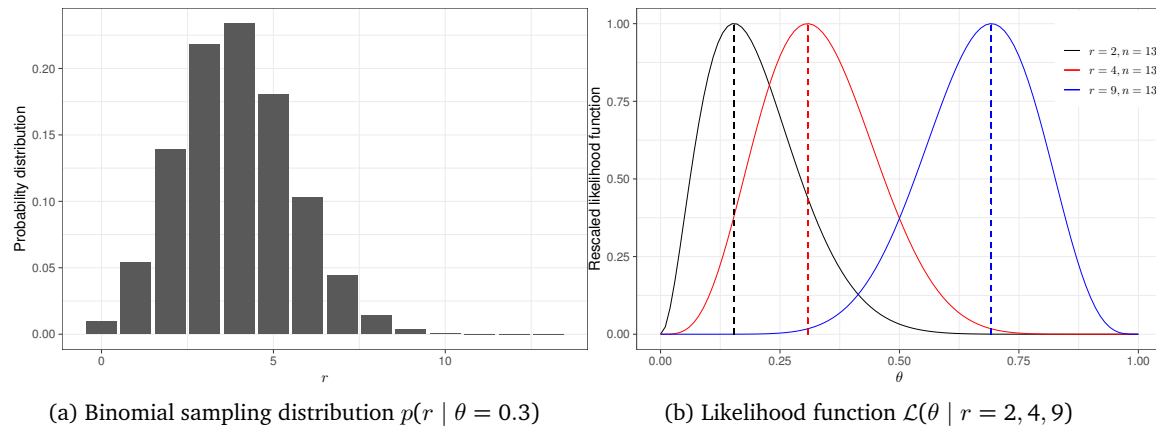 Probability distribution
0.20
0.15
0.10
0.05
0.00
0
5
10
r
(a) Binomial sampling distribution p(r | θ = 0.3)
Rescaled likelihood function
1.00
0.75
0.50
0.25
0.00
0.00
0.25
0.50
0.75
1.00
θ
r = 2, n = 13
r = 4, n = 13
r = 9, n = 13
(b) Likelihood function ℒ(θ | r = 2, 4, 9)